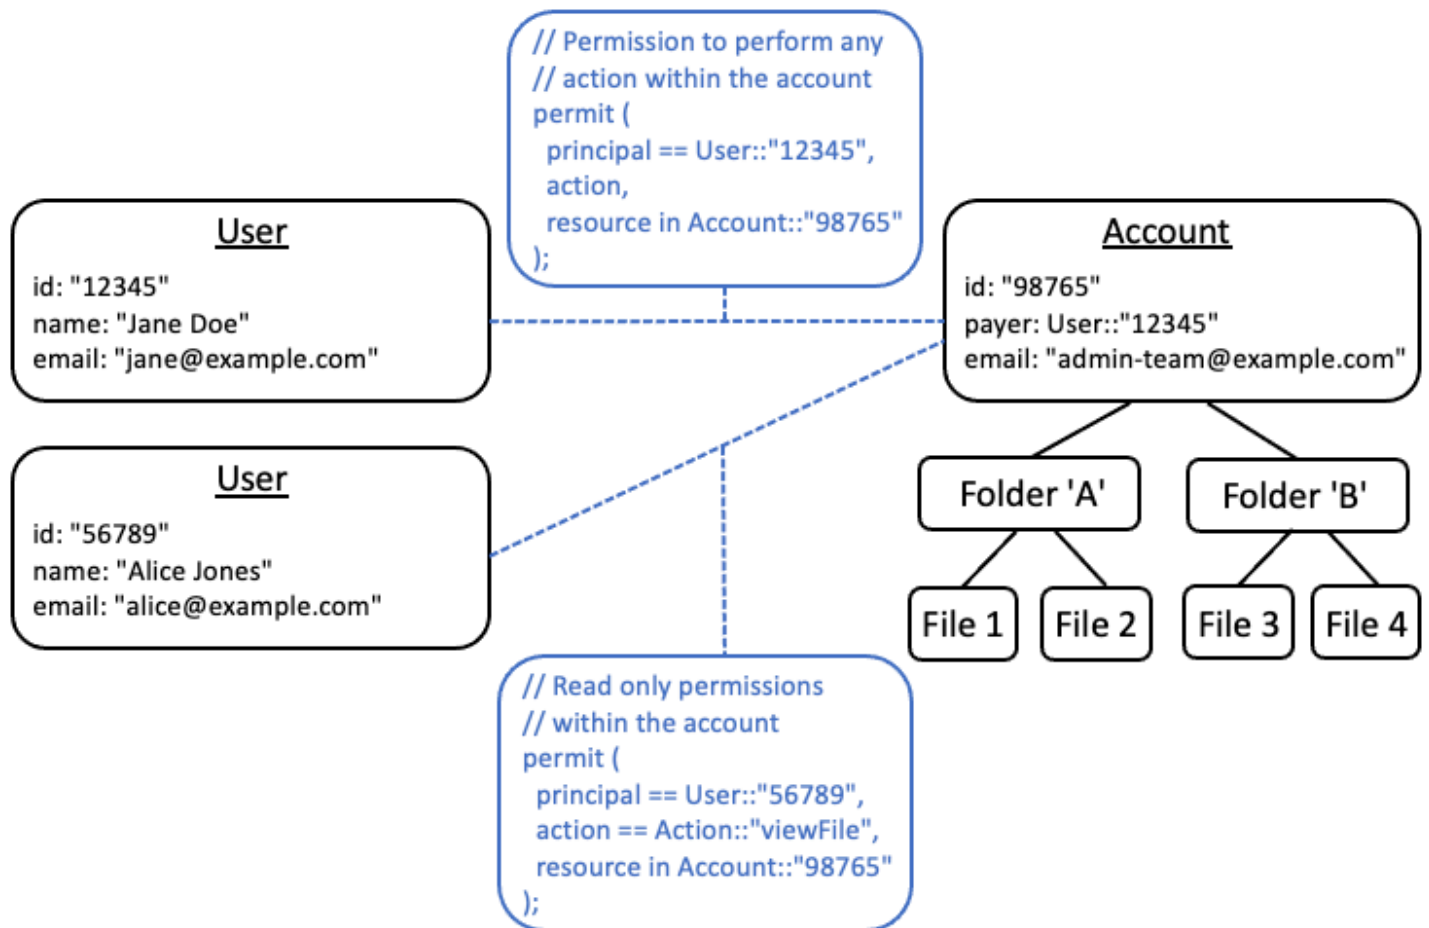 // Permission to perform any
// action within the account
permit (
principal == User::"12345",
action,
resource in Account::"98765"
);
User
id: "12345"
name: "Jane Doe"
email: "jane@example.com"
Account
id: "98765"
payer: User::"12345"
email: "admin-team@example.com"
User
id: "56789"
name: "Alice Jones"
email: "alice@example.com"
Folder 'A'
Folder 'B'
File 1
File 2
File 3
File 4
// Read only permissions
// within the account
permit (
principal == User::"56789",
action == Action::"viewFile",
resource in Account::"98765"
);